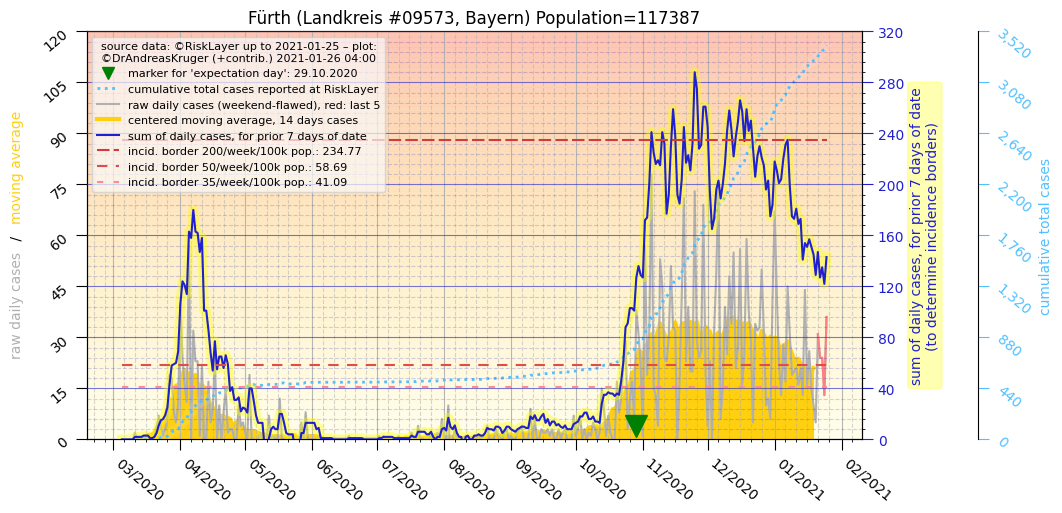 Fürth (Landkreis #09573, Bayern) Population=117387
source data: ©RiskLayer up to 2021-01-25 – plot:
©DrAndreasKruger (+contrib.) 2021-01-26 04:00
marker for 'expectation day': 29.10.2020
cumulative total cases reported at RiskLayer
raw daily cases (weekend-flawed), red: last 5
centered moving average, 14 days cases
sum of daily cases, for prior 7 days of date
incid. border 200/week/100k pop.: 234.77
incid. border 50/week/100k pop.: 58.69
incid. border 35/week/100k pop.: 41.09
raw daily cases / moving average
120
105
90
75
60
45
30
15
0
320
280
240
200
160
120
80
40
0
sum of daily cases, for prior 7 days of date
(to determine incidence borders)
3,520
3,080
2,640
2,200
1,760
1,320
880
440
0
cumulative total cases
03/2020
04/2020
05/2020
06/2020
07/2020
08/2020
09/2020
10/2020
11/2020
12/2020
01/2021
02/2021